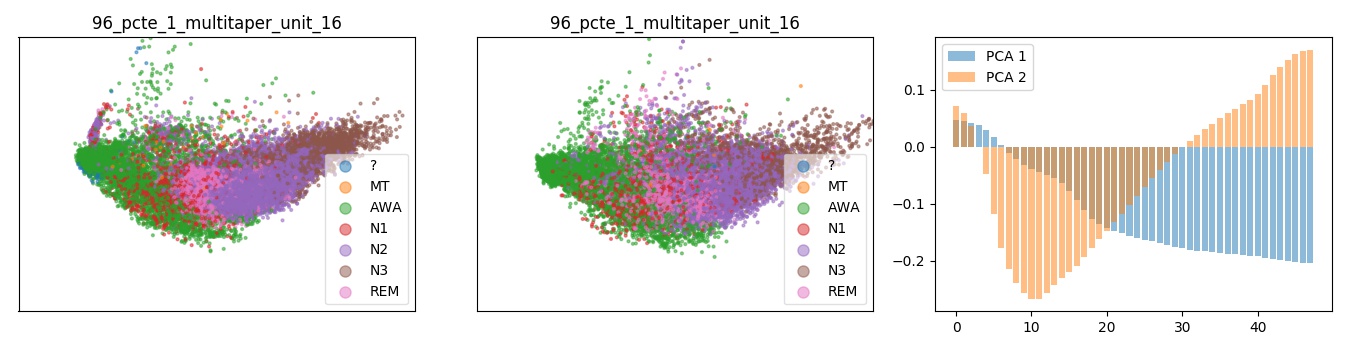 96_pcte_1_multitaper_unit_16
?
MT
AWA
N1
N2
N3
REM
96_pcte_1_multitaper_unit_16
?
MT
AWA
N1
N2
N3
REM
PCA 1
PCA 2
0.1
0.0
−0.1
−0.2
0 10 20 30 40